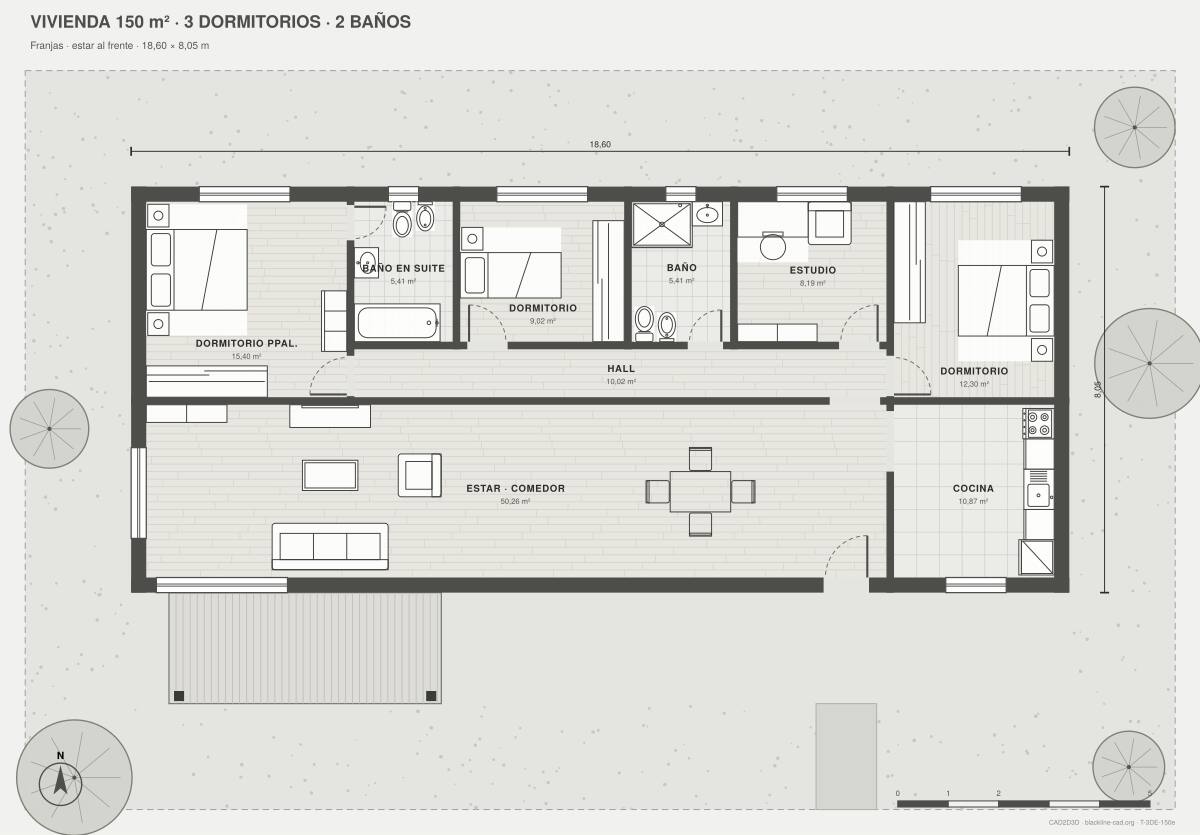 VIVIENDA 150 m² · 3 DORMITORIOS · 2 BAÑOS
Franjas · estar al frente · 18,60 × 8,05 m
18,60
BAÑO EN SUITE
5,41 m²
BAÑO
5,41 m²
ESTUDIO
8,19 m²
DORMITORIO
9,02 m²
DORMITORIO PPAL.
15,40 m²
HALL
10,02 m²
DORMITORIO
12,30 m²
8,05
ESTAR · COMEDOR
50,26 m²
COCINA
10,87 m²
N
0 1 2 5
CAD2D3D · blackline-cad.org · T-3DE-150e